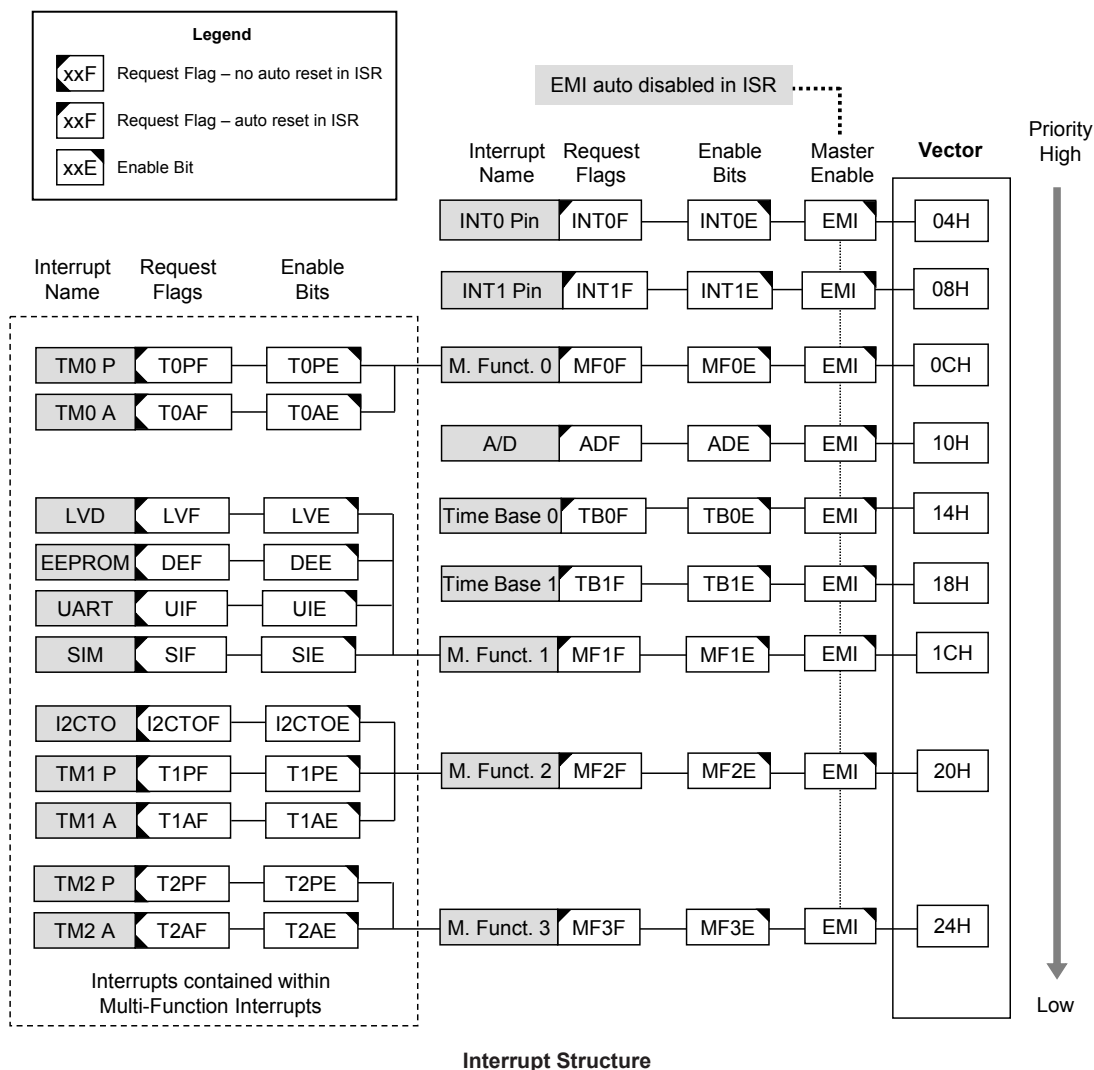 Legend
xxF Request Flag – no auto reset in ISR
xxF Request Flag – auto reset in ISR
xxE Enable Bit
EMI auto disabled in ISR
Interrupt Name Request Flags Enable Bits Master Enable Vector
Priority High
INT0 Pin INT0F INT0E EMI 04H
INT1 Pin INT1F INT1E EMI 08H
M. Funct. 0 MF0F MF0E EMI 0CH
A/D ADF ADE EMI 10H
Time Base 0 TB0F TB0E EMI 14H
Time Base 1 TB1F TB1E EMI 18H
M. Funct. 1 MF1F MF1E EMI 1CH
M. Funct. 2 MF2F MF2E EMI 20H
M. Funct. 3 MF3F MF3E EMI 24H
Low
Interrupt Name Request Flags Enable Bits
TM0 P T0PF T0PE
TM0 A T0AF T0AE
LVD LVF LVE
EEPROM DEF DEE
UART UIF UIE
SIM SIF SIE
I2CTO I2CTOF I2CTOE
TM1 P T1PF T1PE
TM1 A T1AF T1AE
TM2 P T2PF T2PE
TM2 A T2AF T2AE
Interrupts contained within
Multi-Function Interrupts
Interrupt Structure